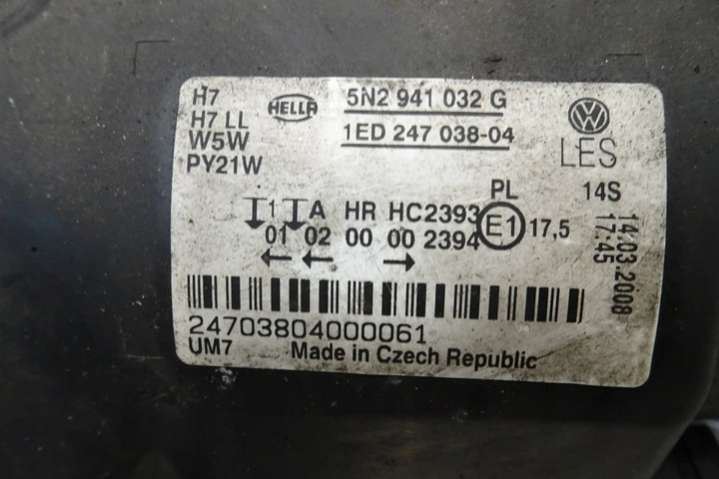 H7
H7 LL
W5W
PY21W
HELLA
5N2 941 032 G
1ED 247 038-04
VW
LES
PL 14S
1 A HR HC2393
01 02 00 00 2394 E1 17,5
14.03.2008
17:45
24703804000061
UM7 Made in Czech Republic